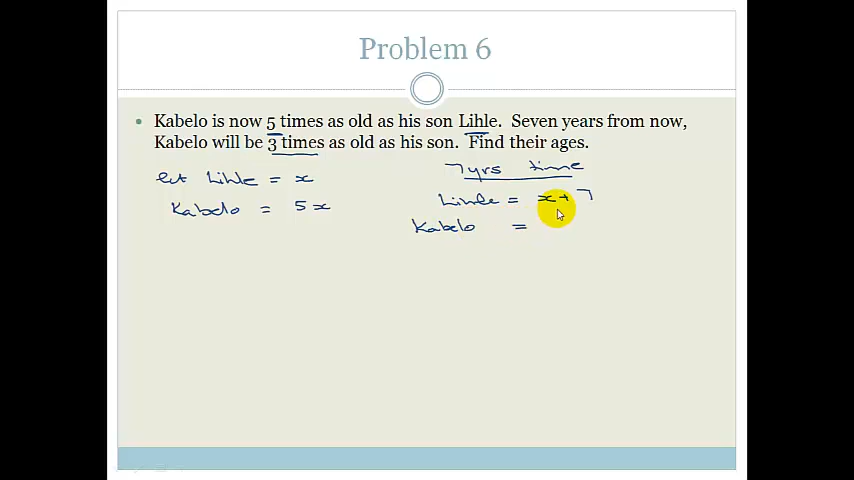 Problem 6
Kabelo is now 5 times as old as his son Lihle. Seven years from now,
Kabelo will be 3 times as old as his son. Find their ages.
let Lihle = x
Kabelo = 5x
7yrs time
Lihle = x+7
Kabelo =